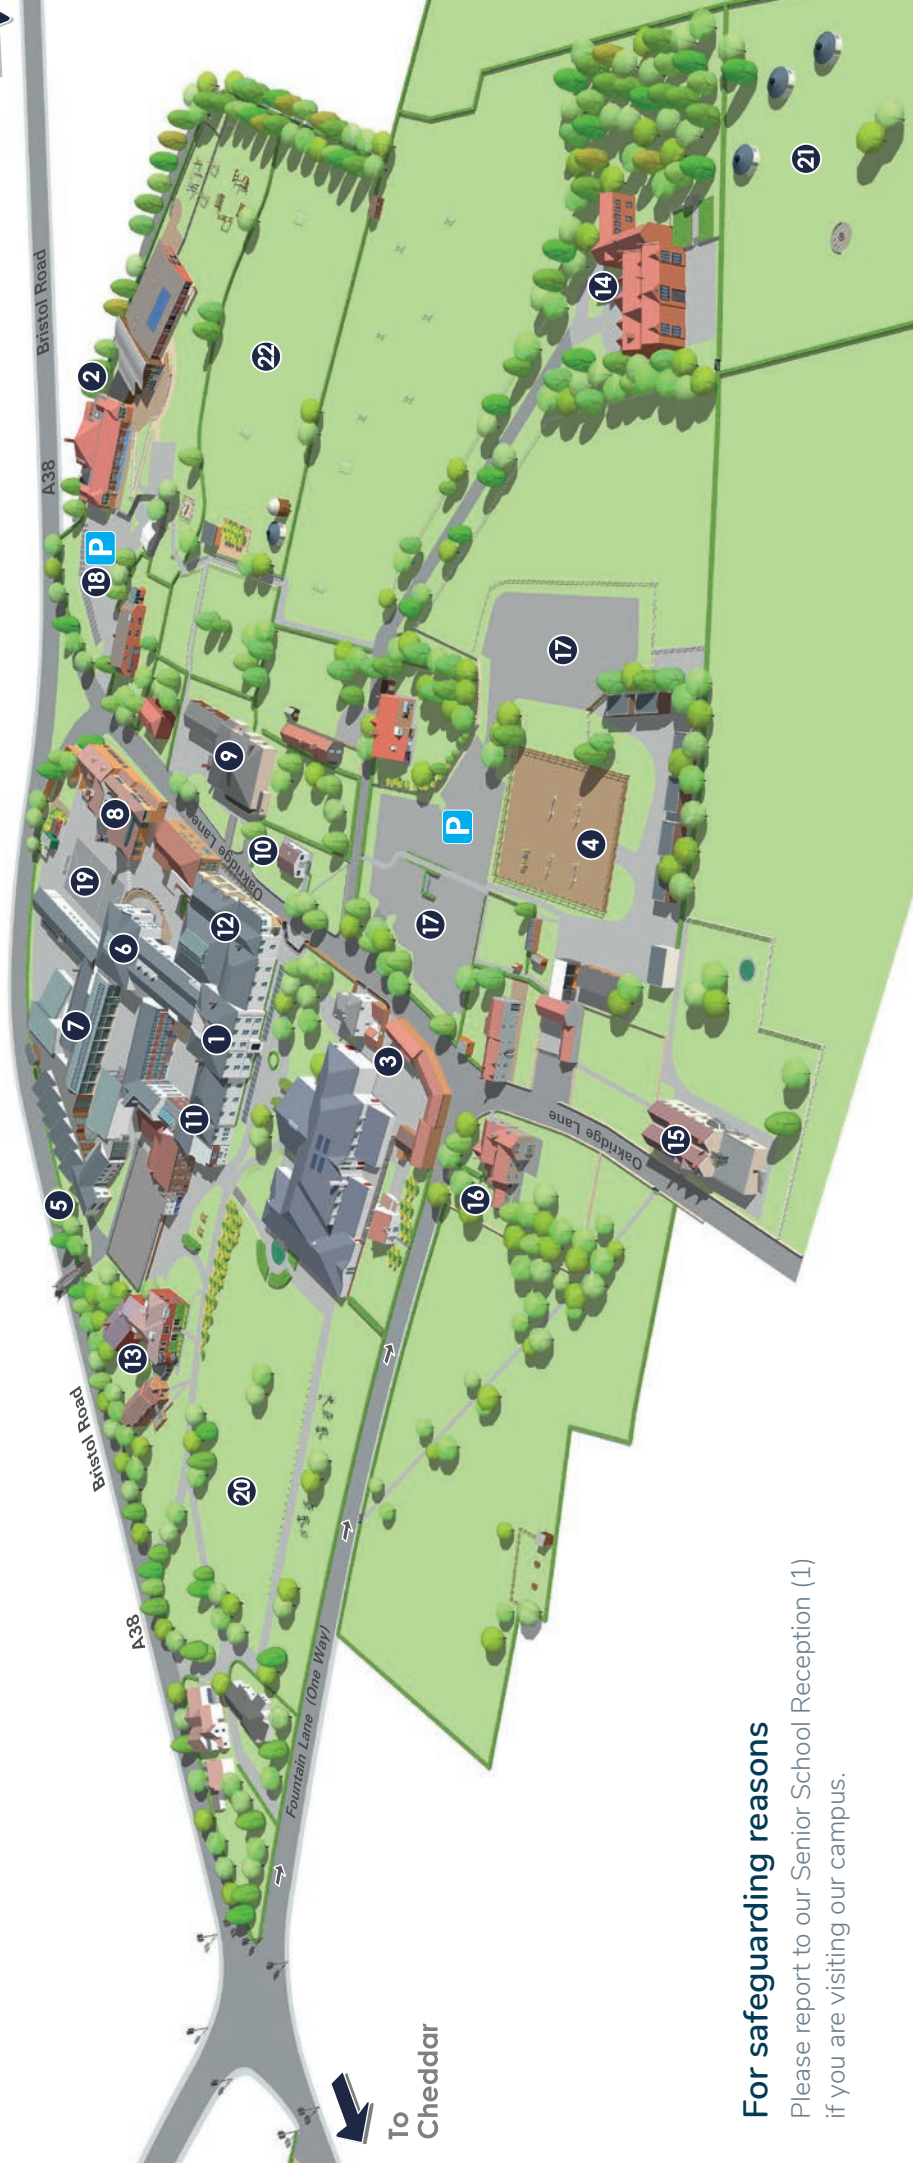 Bristol Road
A38
2
P
18
22
14
21
8
9
19
10
Oakridge Lane
P
17
4
17
6
12
7
1
3
11
5
Oakridge Lane
15
16
13
Bristol Road
20
A38
Fountain Lane (One Way)
To
Cheddar
For safeguarding reasons
Please report to our Senior School Reception (1)
if you are visiting our campus.